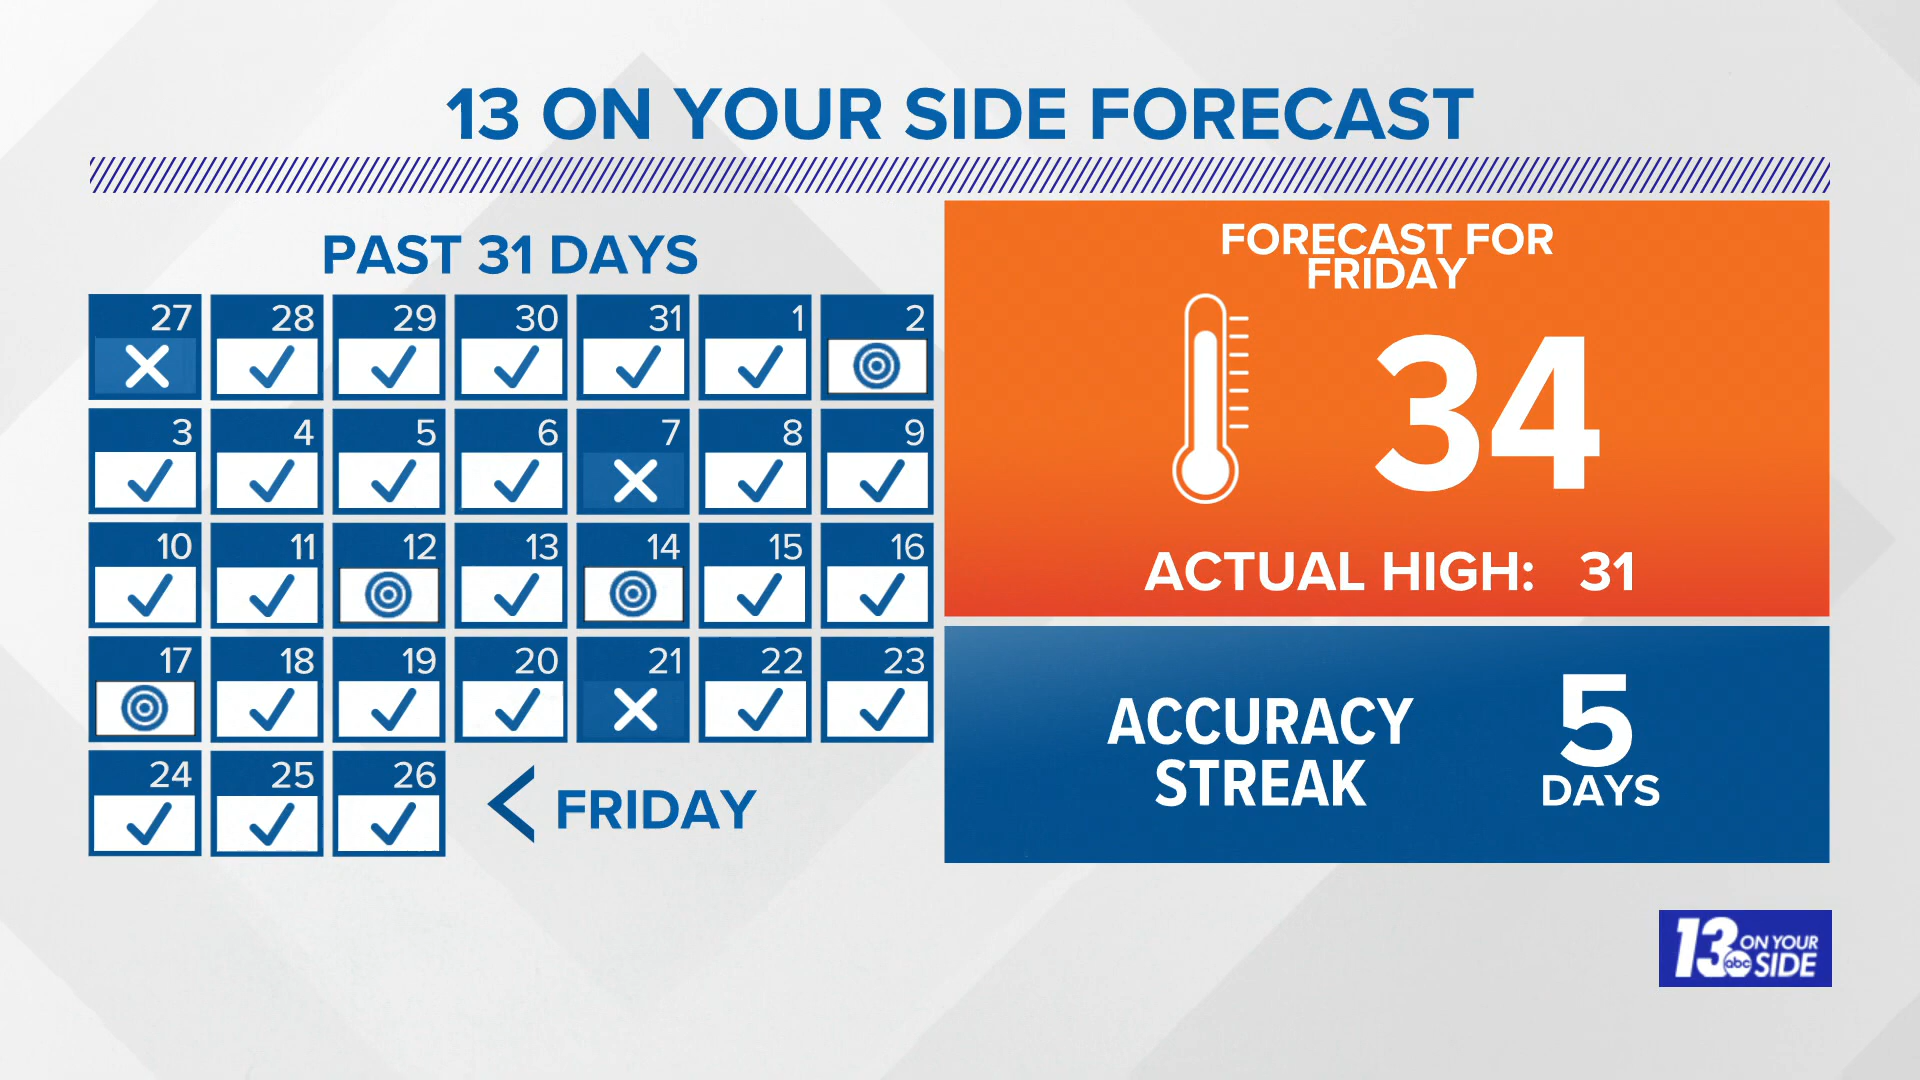 13 ON YOUR SIDE FORECAST
PAST 31 DAYS
27 28 29 30 31 1 2
3 4 5 6 7 8 9
10 11 12 13 14 15 16
17 18 19 20 21 22 23
24 25 26
FRIDAY
FORECAST FOR
FRIDAY
34
ACTUAL HIGH: 31
ACCURACY
STREAK
5
DAYS
13 ON YOUR
abc SIDE